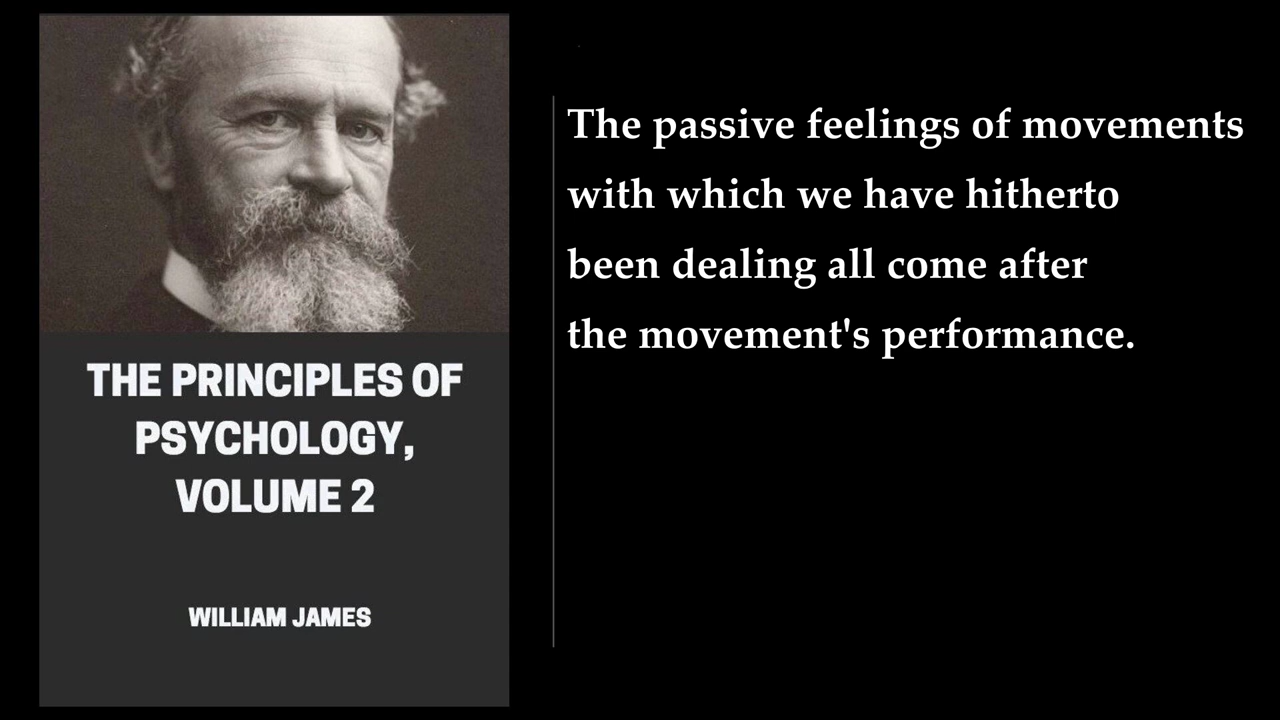 THE PRINCIPLES OF
PSYCHOLOGY,
VOLUME 2
WILLIAM JAMES
The passive feelings of movements
with which we have hitherto
been dealing all come after
the movement's performance.